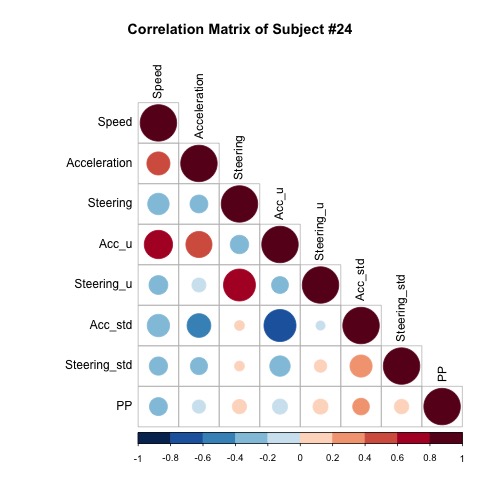 Correlation Matrix of Subject #24
Speed
Acceleration
Steering
Acc_u
Steering_u
Acc_std
Steering_std
PP
Speed
Acceleration
Steering
Acc_u
Steering_u
Acc_std
Steering_std
PP
-1 -0.8 -0.6 -0.4 -0.2 0 0.2 0.4 0.6 0.8 1